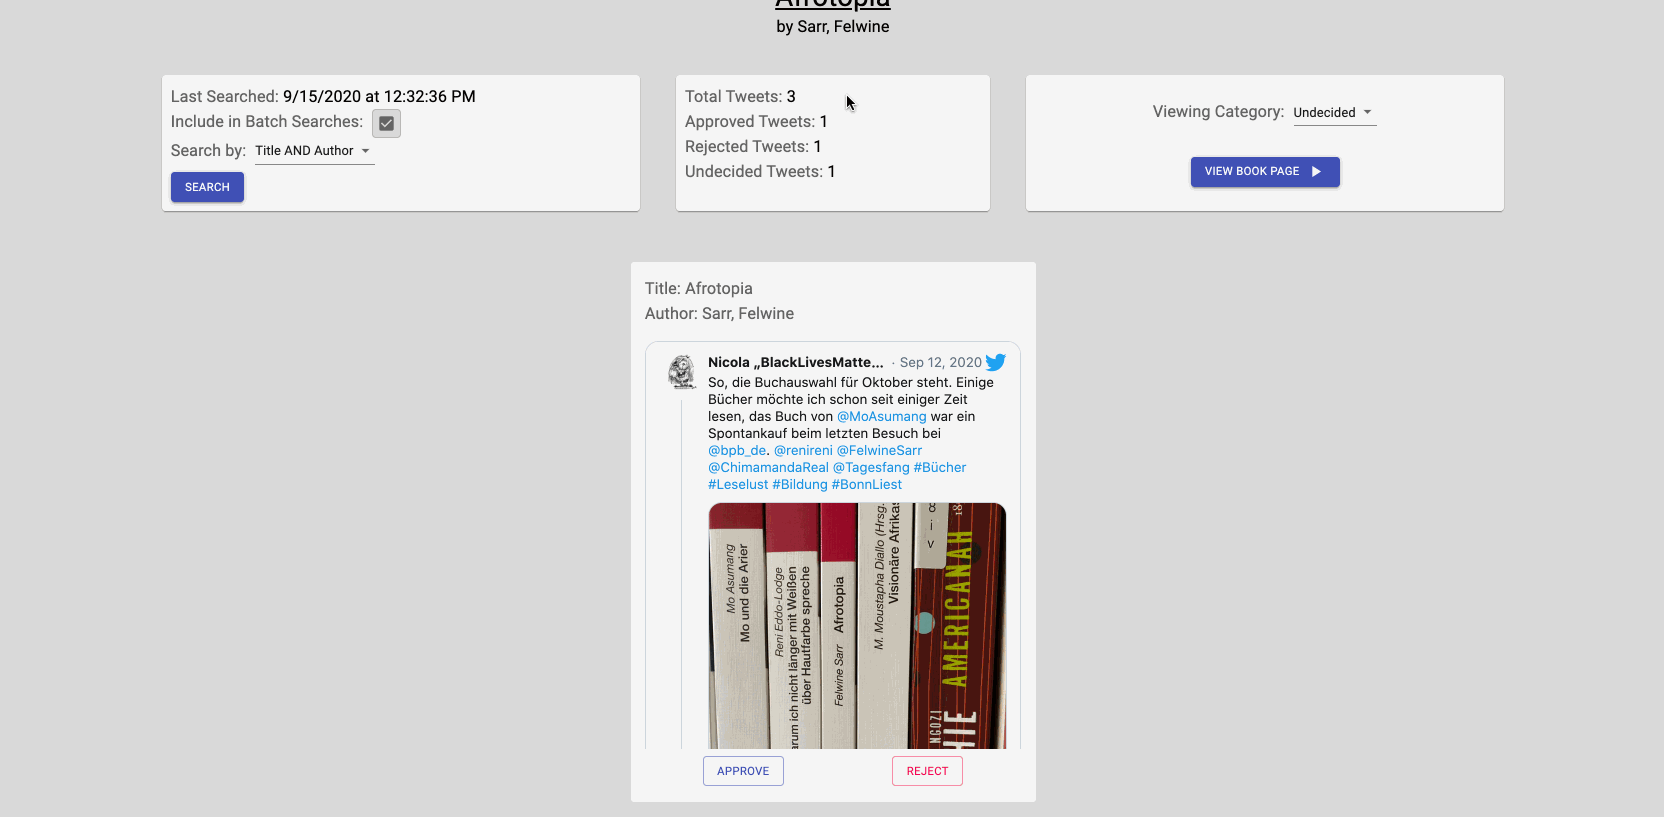 Afrotopia
by Sarr, Felwine
Last Searched: 9/15/2020 at 12:32:36 PM
Include in Batch Searches:
Search by: Title AND Author
SEARCH
Total Tweets: 3
Approved Tweets: 1
Rejected Tweets: 1
Undecided Tweets: 1
Viewing Category: Undecided
VIEW BOOK PAGE
Title: Afrotopia
Author: Sarr, Felwine
Nicola „BlackLivesMatte... · Sep 12, 2020
So, die Buchauswahl für Oktober steht. Einige
Bücher möchte ich schon seit einiger Zeit
lesen, das Buch von @MoAsumang war ein
Spontankauf beim letzten Besuch bei
@bpb_de. @renireni @FelwineSarr
@ChimamandaReal @Tagesfang #Bücher
#Leselust #Bildung #BonnLiest
Mo Asumang
Mo und die Arier
Reni Eddo-Lodge
arum ich nicht länger mit Weißen
über Hautfarbe spreche
Felwine Sarr Afrotopia
M. Moustapha Diallo (Hrsg.
Visionäre Afrikas
8
i
v
18
AMERICANAH
NGOZI
HIE
APPROVE
REJECT